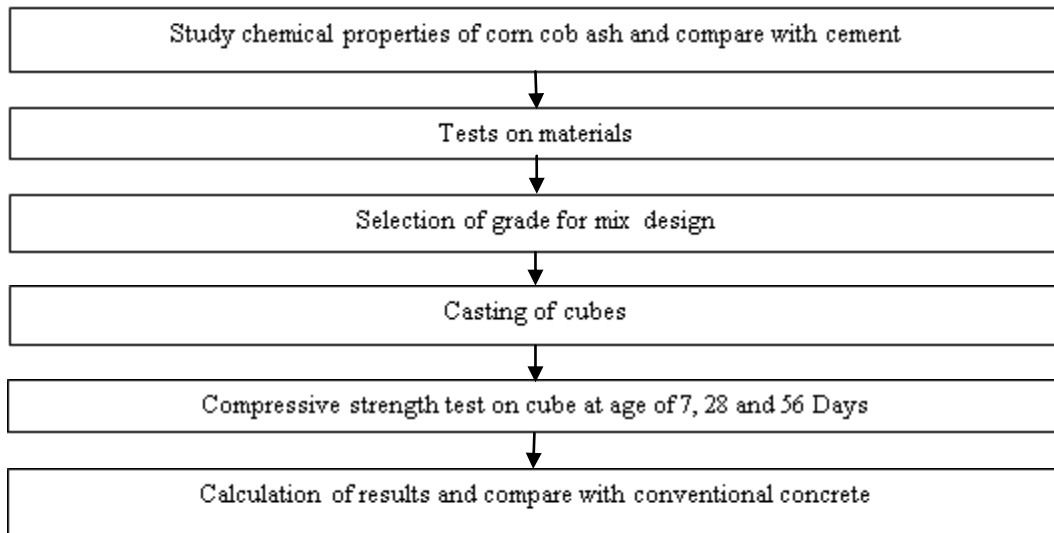 Study chemical properties of corn cob ash and compare with cement
Tests on materials
Selection of grade for mix design
Casting of cubes
Compressive strength test on cube at age of 7, 28 and 56 Days
Calculation of results and compare with conventional concrete